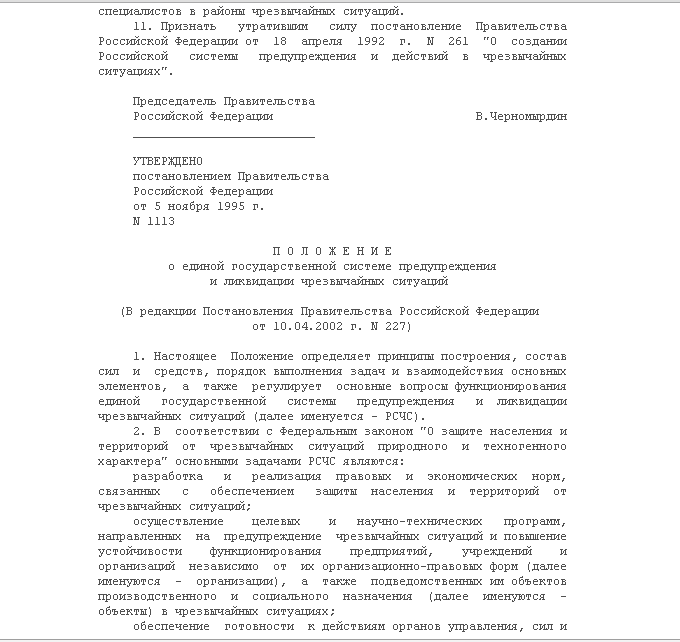 специалистов в районы чрезвычайных ситуаций.
11. Признать утратившим силу постановление Правительства
Российской Федерации от 18 апреля 1992 г. N 261 "О создании
Российской системы предупреждения и действий в чрезвычайных
ситуациях".
Председатель Правительства
Российской Федерации В.Черномырдин
__________________________
УТВЕРЖДЕНО
постановлением Правительства
Российской Федерации
от 5 ноября 1995 г.
N 1113
П О Л О Ж Е Н И Е
о единой государственной системе предупреждения
и ликвидации чрезвычайных ситуаций
(В редакции Постановления Правительства Российской Федерации
от 10.04.2002 г. N 227)
1. Настоящее Положение определяет принципы построения, состав
сил и средств, порядок выполнения задач и взаимодействия основных
элементов, а также регулирует основные вопросы функционирования
единой государственной системы предупреждения и ликвидации
чрезвычайных ситуаций (далее именуется - РСЧС).
2. В соответствии с Федеральным законом "О защите населения и
территорий от чрезвычайных ситуаций природного и техногенного
характера" основными задачами РСЧС являются:
разработка и реализация правовых и экономических норм,
связанных с обеспечением защиты населения и территорий от
чрезвычайных ситуаций;
осуществление целевых и научно-технических программ,
направленных на предупреждение чрезвычайных ситуаций и повышение
устойчивости функционирования предприятий, учреждений и
организаций независимо от их организационно-правовых форм (далее
именуются - организации), а также подведомственных им объектов
производственного и социального назначения (далее именуются -
объекты) в чрезвычайных ситуациях;
обеспечение готовности к действиям органов управления, сил и